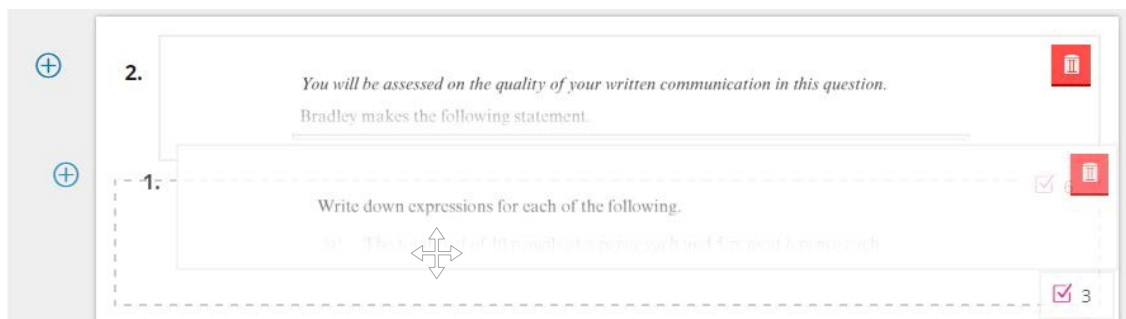 2.
You will be assessed on the quality of your written communication in this question.
Bradley makes the following statement.
1.
6
Write down expressions for each of the following.
3